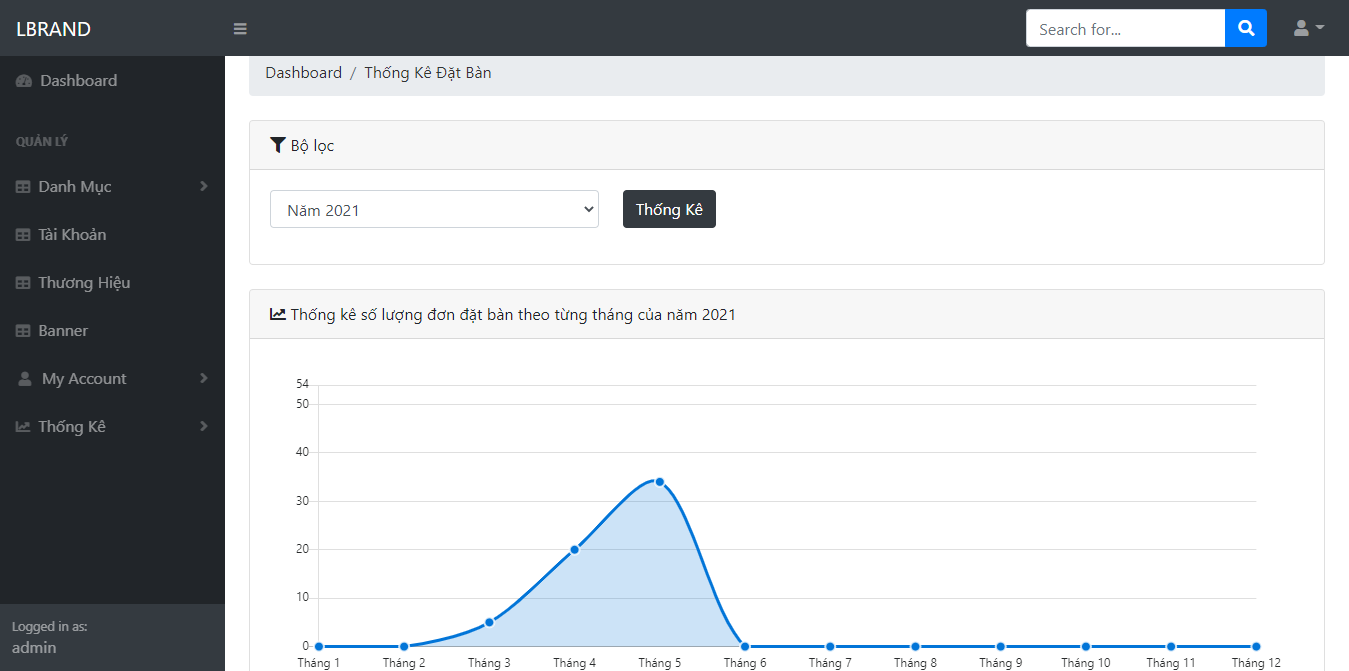 LBRAND
Search for...
Dashboard
QUẢN LÝ
Danh Mục
Tài Khoản
Thương Hiệu
Banner
My Account
Thống Kê
Logged in as:
admin
Dashboard / Thống Kê Đặt Bàn
Bộ lọc
Năm 2021
Thống Kê
Thống kê số lượng đơn đặt bàn theo từng tháng của năm 2021
54
50
40
30
20
10
0
Tháng 1 Tháng 2 Tháng 3 Tháng 4 Tháng 5 Tháng 6 Tháng 7 Tháng 8 Tháng 9 Tháng 10 Tháng 11 Tháng 12